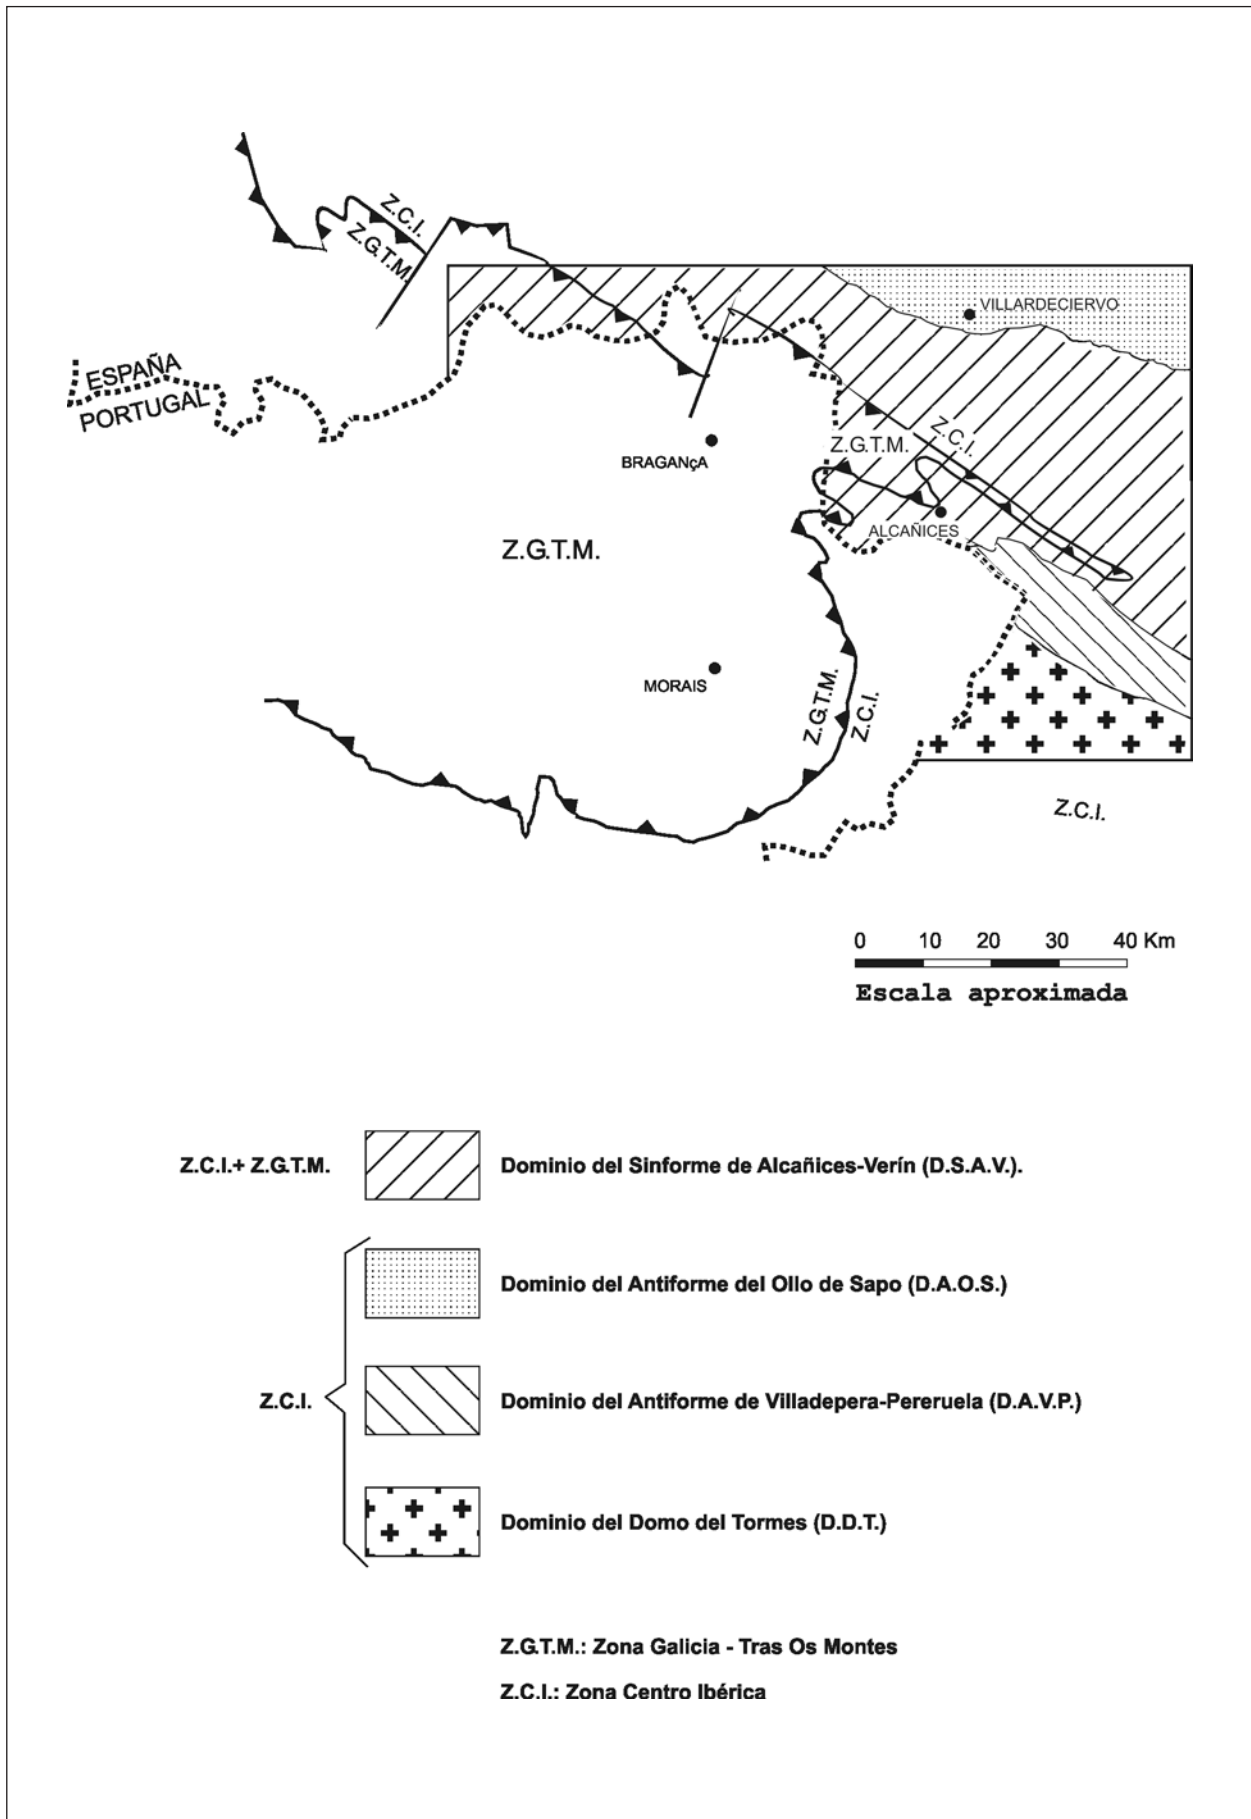 Z.C.I.
Z.G.T.M.
VILLARDECIERVO
ESPAÑA
PORTUGAL
Z.C.I.
Z.G.T.M.
BRAGANçA
ALCAÑICES
Z.G.T.M.
MORAIS
Z.G.T.M.
Z.C.I.
Z.C.I.
0 10 20 30 40 Km
Escala aproximada
Z.C.I.+ Z.G.T.M.
Dominio del Sinforme de Alcañices-Verín (D.S.A.V.).
Dominio del Antiforme del Ollo de Sapo (D.A.O.S.)
Z.C.I.
Dominio del Antiforme de Villadepera-Pereruela (D.A.V.P.)
Dominio del Domo del Tormes (D.D.T.)
Z.G.T.M.: Zona Galicia - Tras Os Montes
Z.C.I.: Zona Centro Ibérica